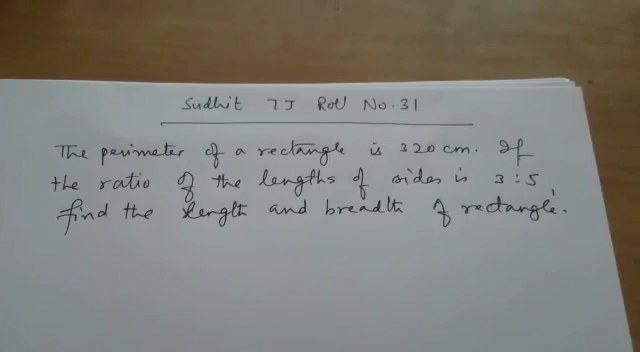 Sudhit 7J Roll No. 31
The perimeter of a rectangle is 320 cm. If
the ratio of the lengths of sides is 3:5,
find the length and breadth of rectangle.